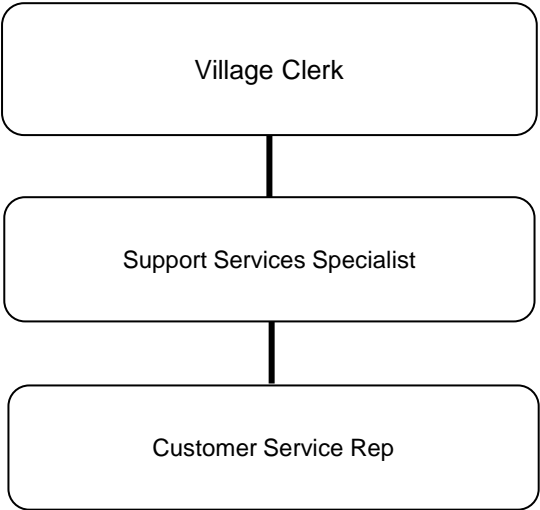 Village Clerk
Support Services Specialist
Customer Service Rep